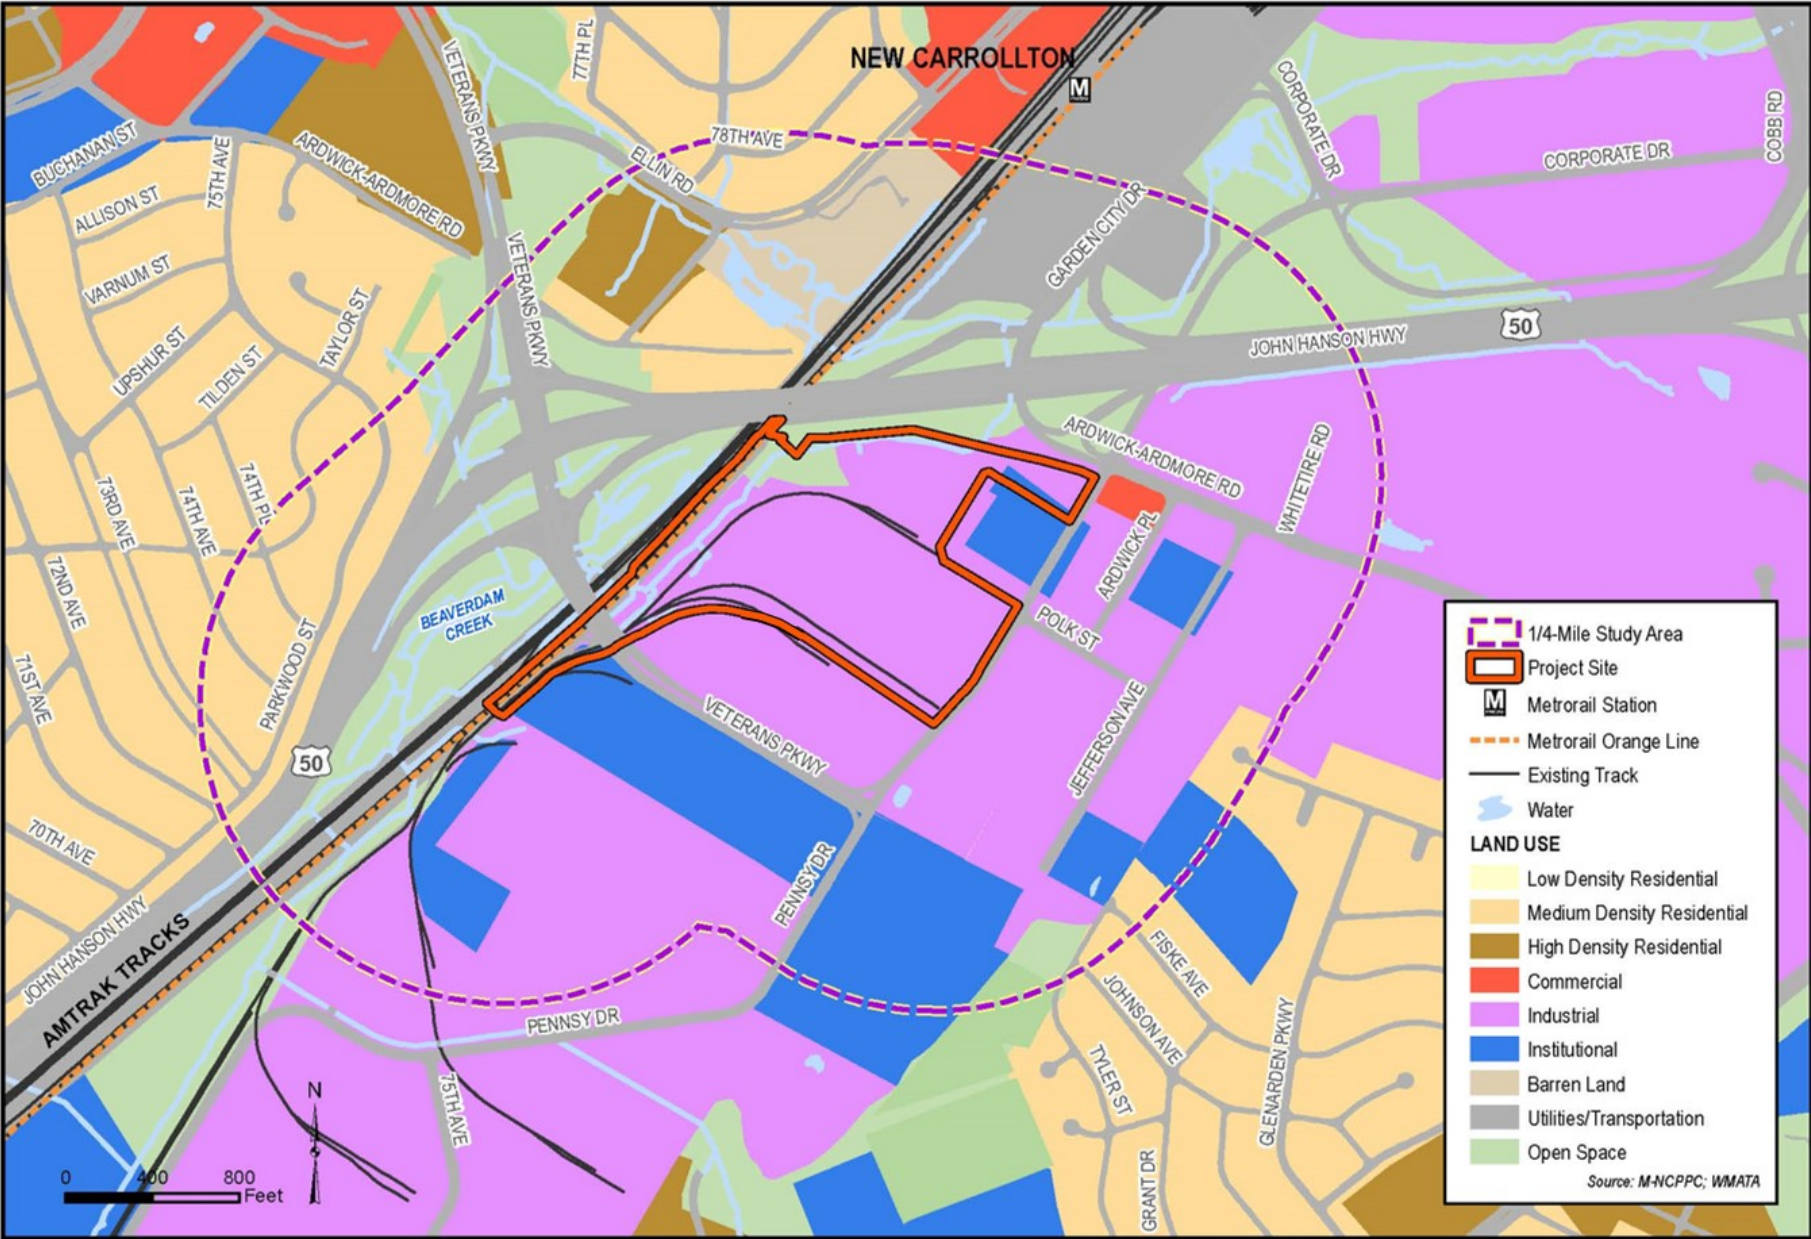 NEW CARROLLTON
M
77TH PL
VETERANS PKWY
CORPORATE DR
COBB RD
BUCHANAN ST
75TH AVE
ARDWICK-ARDMORE RD
78TH AVE
ELLIN RD
CORPORATE DR
ALLISON ST
VETERANS PKWY
GARDEN CITY DR
VARNUM ST
UPSHUR ST
TAYLOR ST
TILDEN ST
JOHN HANSON HWY
50
ARDWICK-ARDMORE RD
WHITETIRE RD
73RD AVE
74TH AVE
74TH PL
72ND AVE
BEAVERDAM
CREEK
ARDWICK PL
POLK ST
71ST AVE
PARKWOOD ST
VETERANS PKWY
JEFFERSON AVE
50
70TH AVE
PENNSY DR
JOHN HANSON HWY
AMTRAK TRACKS
FISKE AVE
JOHNSON AVE
PENNSY DR
75TH AVE
TYLER ST
GLENARDEN PKWY
GRANT DR
N
0 400 800
Feet
1/4-Mile Study Area
Project Site
M Metrorail Station
Metrorail Orange Line
Existing Track
Water
LAND USE
Low Density Residential
Medium Density Residential
High Density Residential
Commercial
Industrial
Institutional
Barren Land
Utilities/Transportation
Open Space
Source: M-NCPPC; WMATA